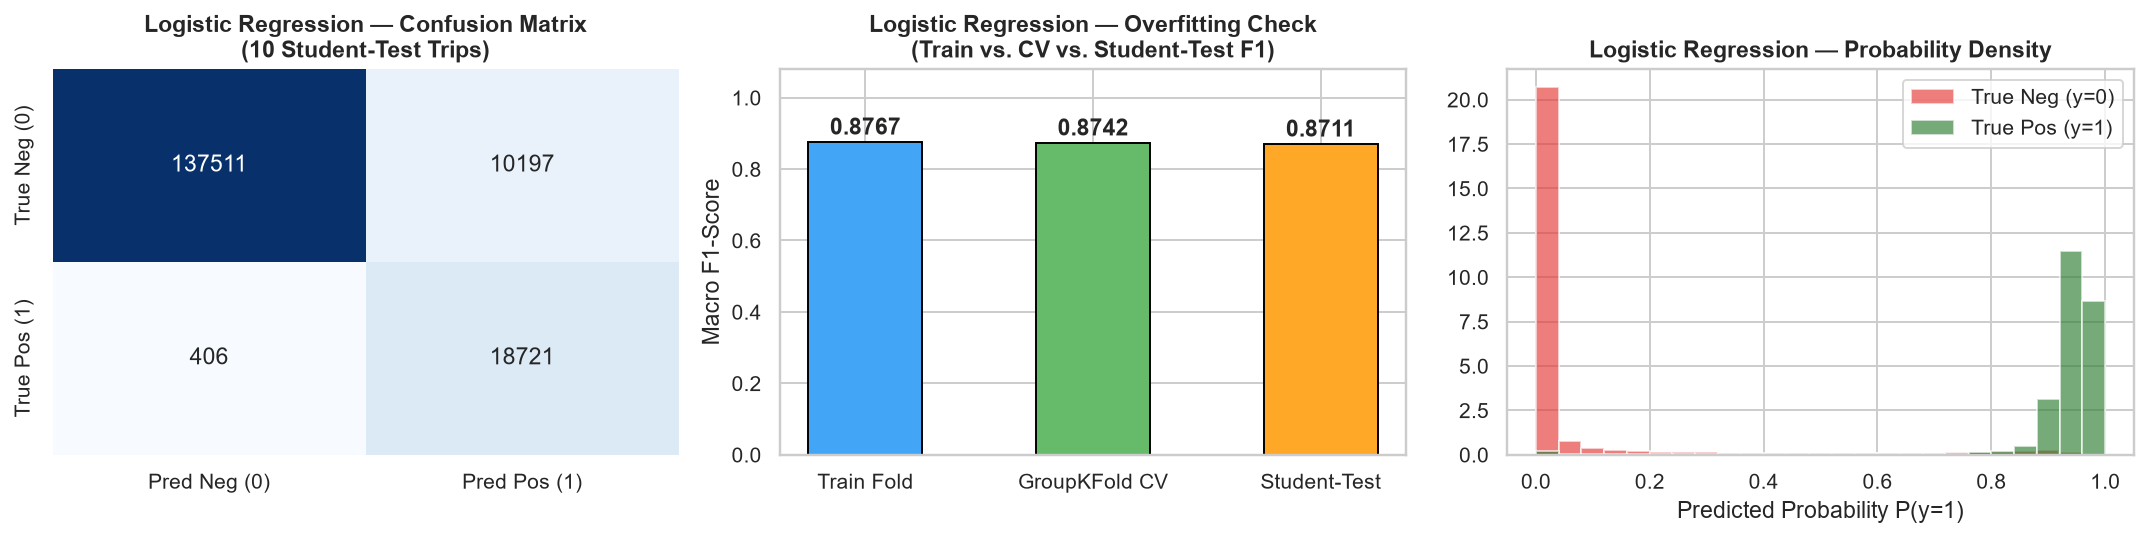 Logistic Regression — Confusion Matrix
(10 Student-Test Trips)
True Neg (0)
137511
10197
True Pos (1)
406
18721
Pred Neg (0)
Pred Pos (1)
Logistic Regression — Overfitting Check
(Train vs. CV vs. Student-Test F1)
Macro F1-Score
1.0
0.8
0.6
0.4
0.2
0.0
0.8767
0.8742
0.8711
Train Fold
GroupKFold CV
Student-Test
Logistic Regression — Probability Density
20.0
17.5
15.0
12.5
10.0
7.5
5.0
2.5
0.0
True Neg (y=0)
True Pos (y=1)
0.0
0.2
0.4
0.6
0.8
1.0
Predicted Probability P(y=1)